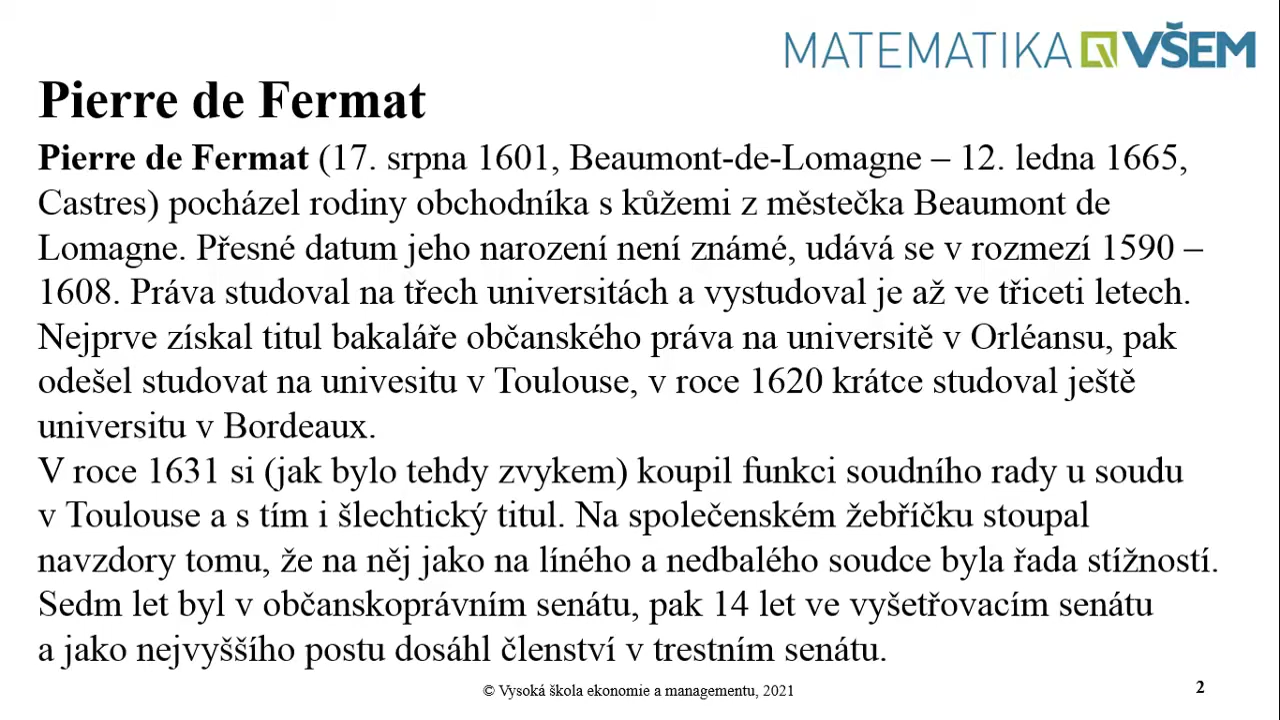 MATEMATIKA VŠEM
Pierre de Fermat
Pierre de Fermat (17. srpna 1601, Beaumont-de-Lomagne – 12. ledna 1665,
Castres) pocházel rodiny obchodníka s kůžemi z městečka Beaumont de
Lomagne. Přesné datum jeho narození není známé, udává se v rozmezí 1590 –
1608. Práva studoval na třech universitách a vystudoval je až ve třiceti letech.
Nejprve získal titul bakaláře občanského práva na universitě v Orléansu, pak
odešel studovat na univesitu v Toulouse, v roce 1620 krátce studoval ještě
universitu v Bordeaux.
V roce 1631 si (jak bylo tehdy zvykem) koupil funkci soudního rady u soudu
v Toulouse a s tím i šlechtický titul. Na společenském žebříčku stoupal
navzdory tomu, že na něj jako na líného a nedbalého soudce byla řada stížností.
Sedm let byl v občanskoprávním senátu, pak 14 let ve vyšetřovacím senátu
a jako nejvyššího postu dosáhl členství v trestním senátu.
© Vysoká škola ekonomie a managementu, 2021
2